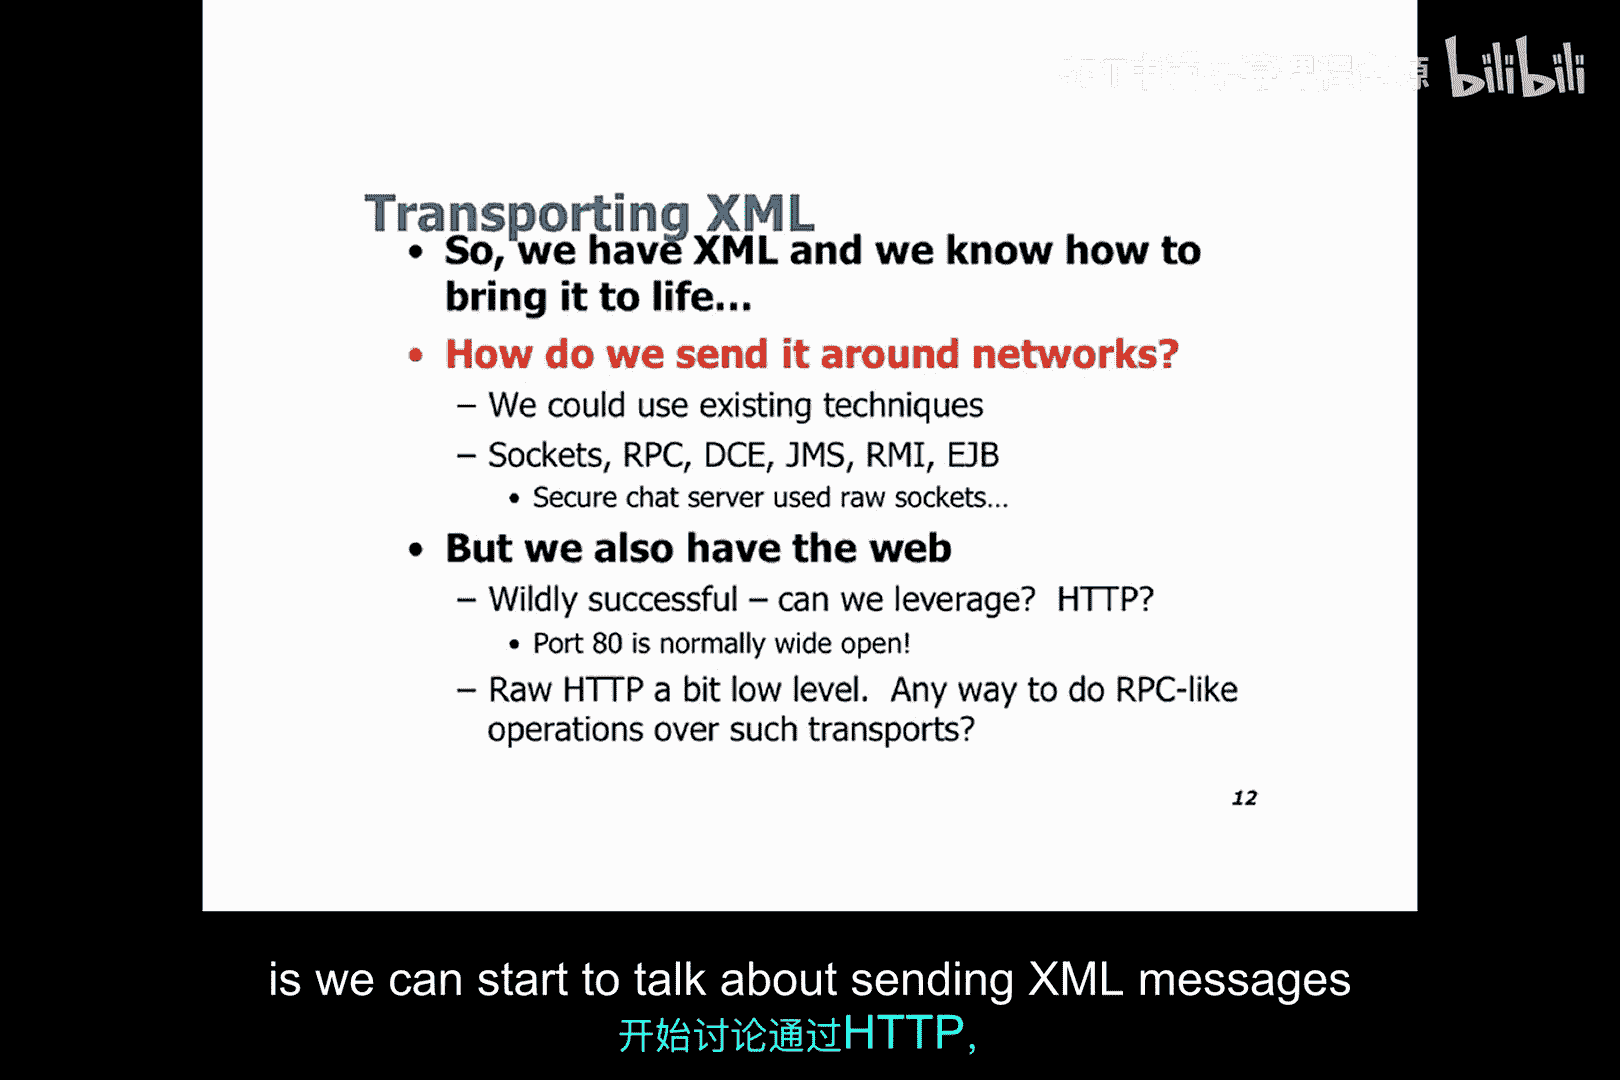 bilibili
Transporting XML
• So, we have XML and we know how to
bring it to life...
• How do we send it around networks?
– We could use existing techniques
– Sockets, RPC, DCE, JMS, RMI, EJB
• Secure chat server used raw sockets...
• But we also have the web
– Wildly successful – can we leverage? HTTP?
• Port 80 is normally wide open!
– Raw HTTP a bit low level. Any way to do RPC-like
operations over such transports?
12
is we can start to talk about sending XML messages
开始讨论通过HTTP,